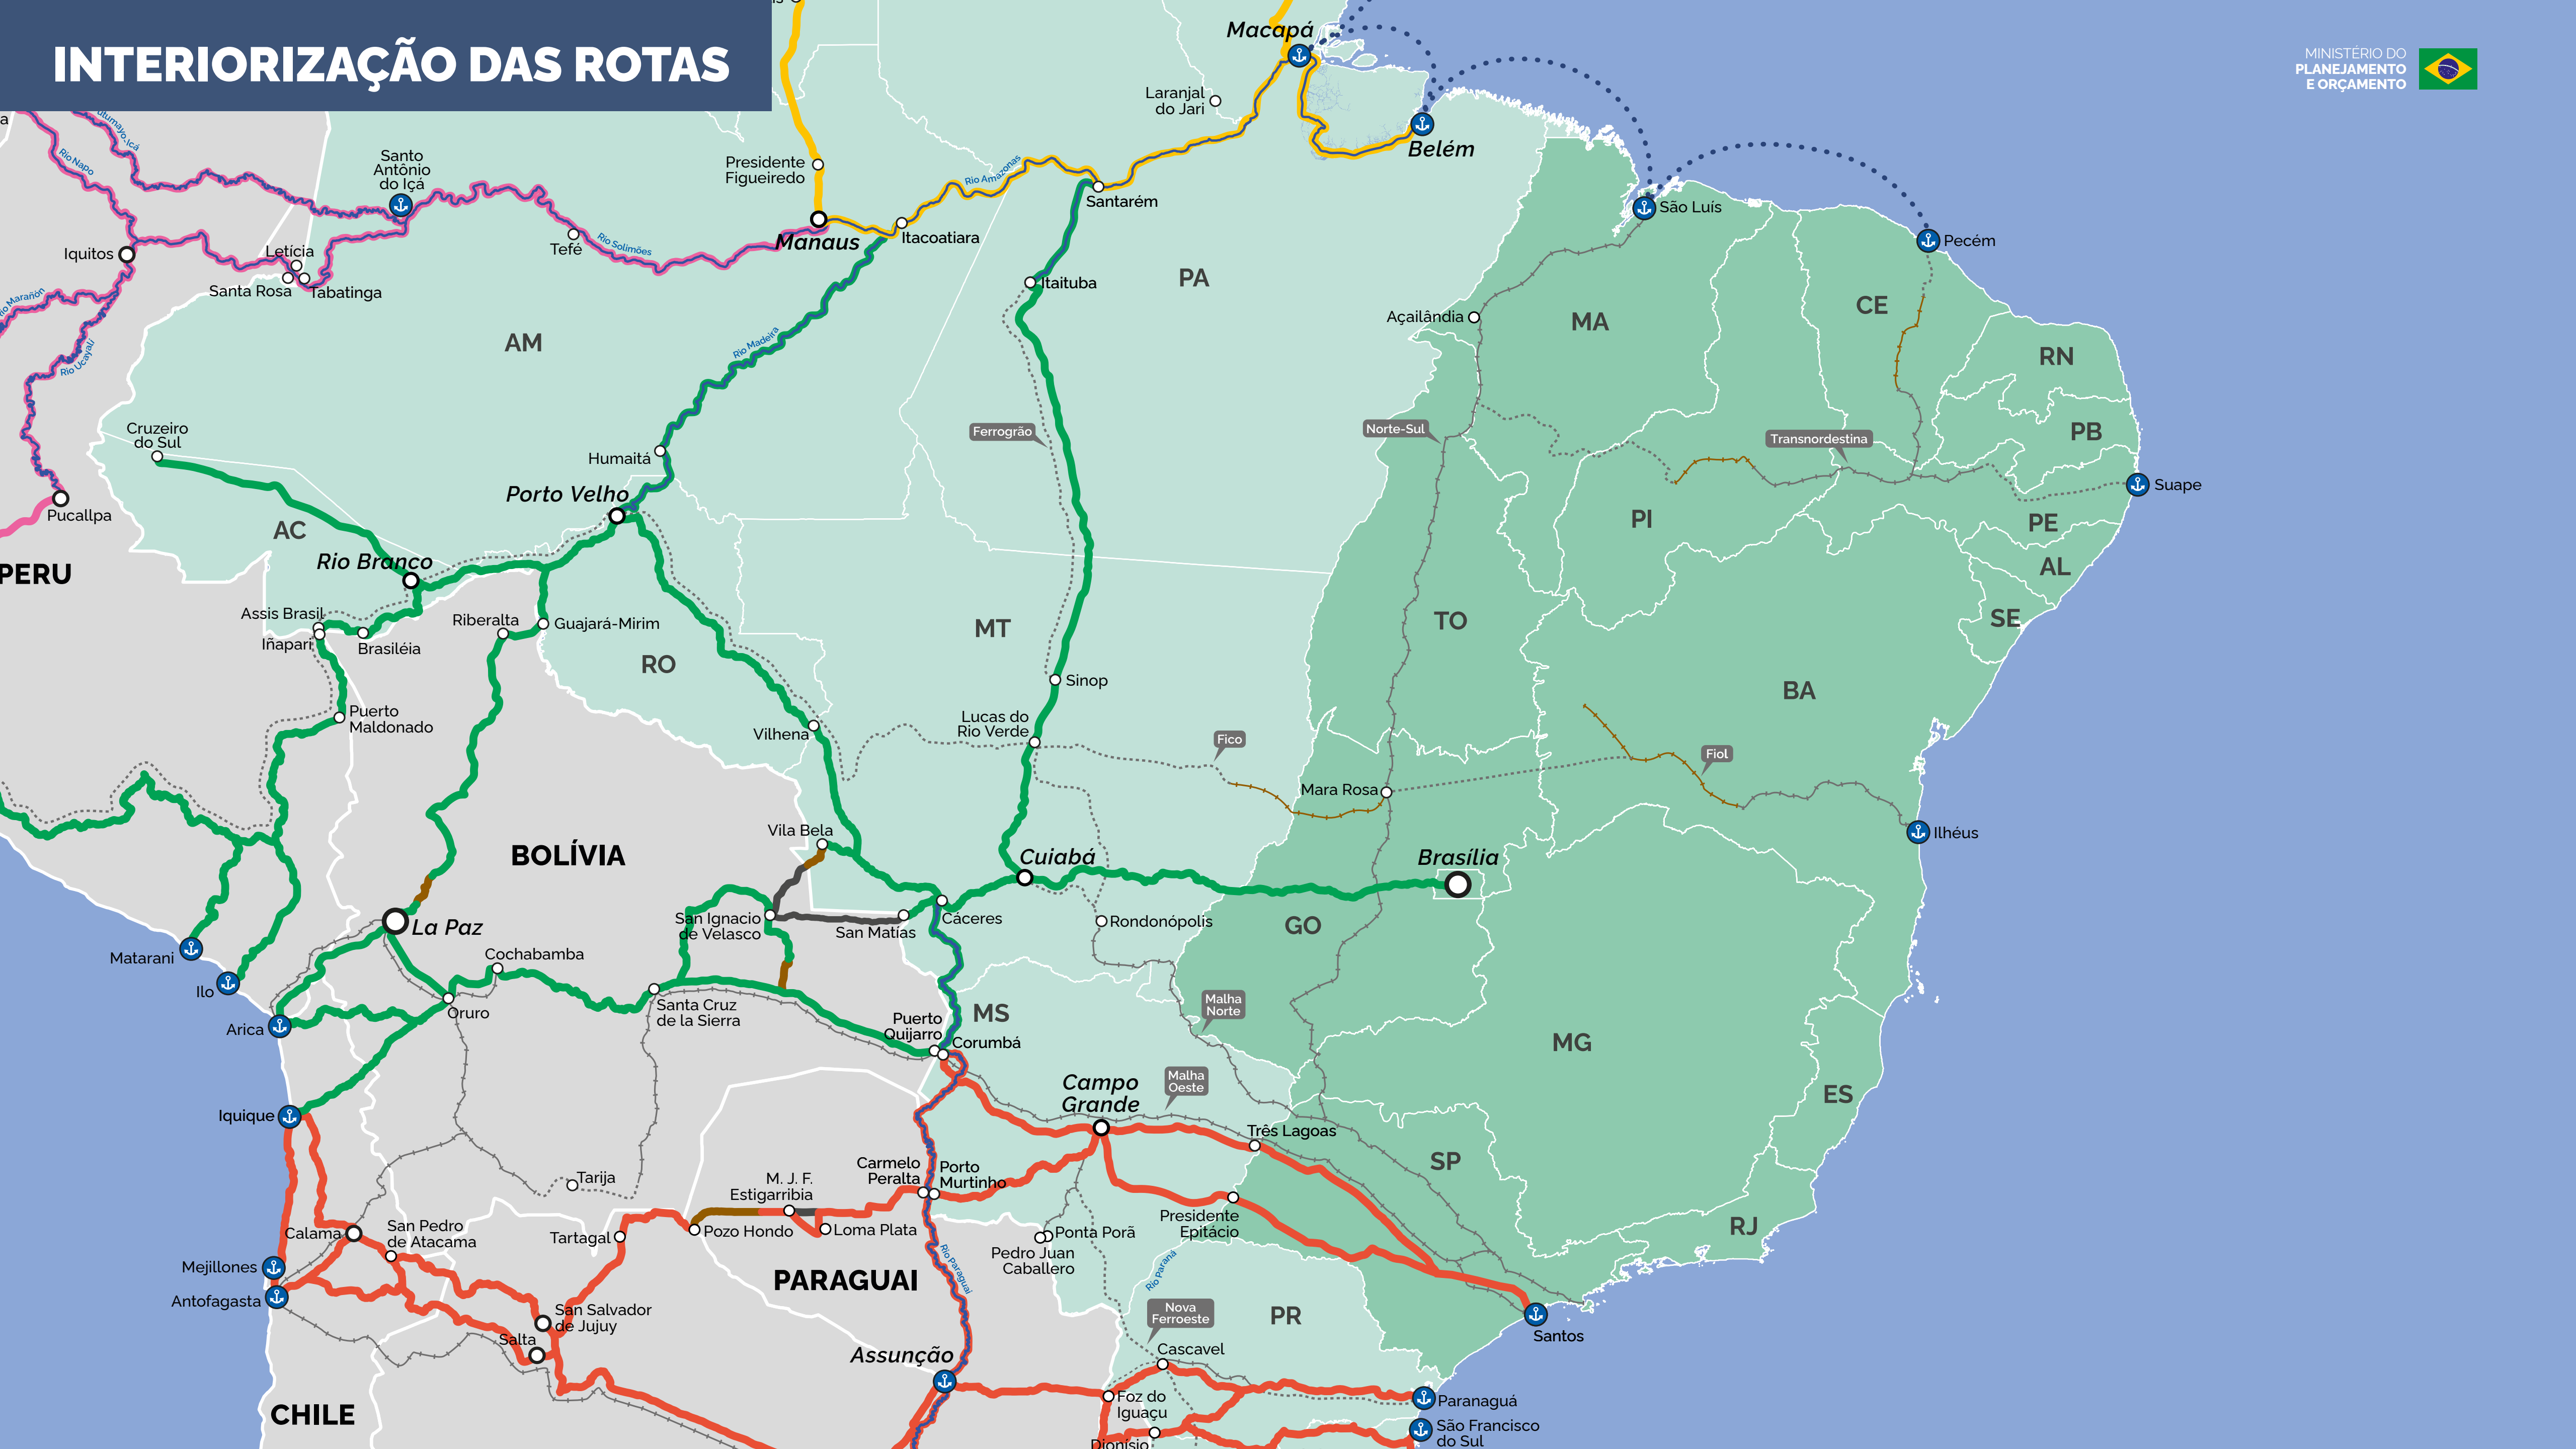 INTERIORIZAÇÃO DAS ROTAS
MINISTÉRIO DO
PLANEJAMENTO
E ORÇAMENTO
Macapá
Laranjal
do Jari
Belém
Presidente
Figueiredo
Santo
Antônio
do Içá
Rio Napo
Rio Amazonas
Santarém
São Luís
Pecém
Manaus
Itacoatiara
Iquitos
Letícia
Santa Rosa
Tabatinga
Tefé
Rio Solimões
Rio Marañón
Rio Ucayali
Itaituba
PA
Açailândia
MA
CE
RN
AM
Rio Madeira
Cruzeiro
do Sul
Humaitá
Ferrogrão
Norte-Sul
Transnordestina
PB
Suape
Porto Velho
Pucallpa
AC
PI
PE
Rio Branco
PERU
AL
Assis Brasil
Iñapari
Brasiléia
Riberalta
Guajará-Mirim
MT
TO
SE
RO
Sinop
BA
Puerto
Maldonado
Vilhena
Lucas do
Rio Verde
Fico
Fiol
Mara Rosa
Ilhéus
Vila Bela
BOLÍVIA
Cuiabá
Brasília
La Paz
San Ignacio
de Velasco
San Matías
Cáceres
Rondonópolis
GO
Matarani
Ilo
Cochabamba
Arica
Oruro
Santa Cruz
de la Sierra
Puerto
Quijarro
Corumbá
MS
Malha
Norte
MG
Campo
Grande
Malha
Oeste
ES
Iquique
Três Lagoas
SP
Tarija
M. J. F.
Estigarribia
Carmelo
Peralta
Porto
Murtinho
Calama
San Pedro
de Atacama
Tartagal
Pozo Hondo
Loma Plata
Ponta Porã
Pedro Juan
Caballero
Presidente
Epitácio
RJ
Mejillones
Antofagasta
PARAGUAI
Rio Paraguai
Rio Paraná
San Salvador
de Jujuy
Salta
Nova
Ferroeste
PR
Santos
Assunção
Cascavel
CHILE
Foz do
Iguaçu
Paranaguá
São Francisco
do Sul
Dionísio